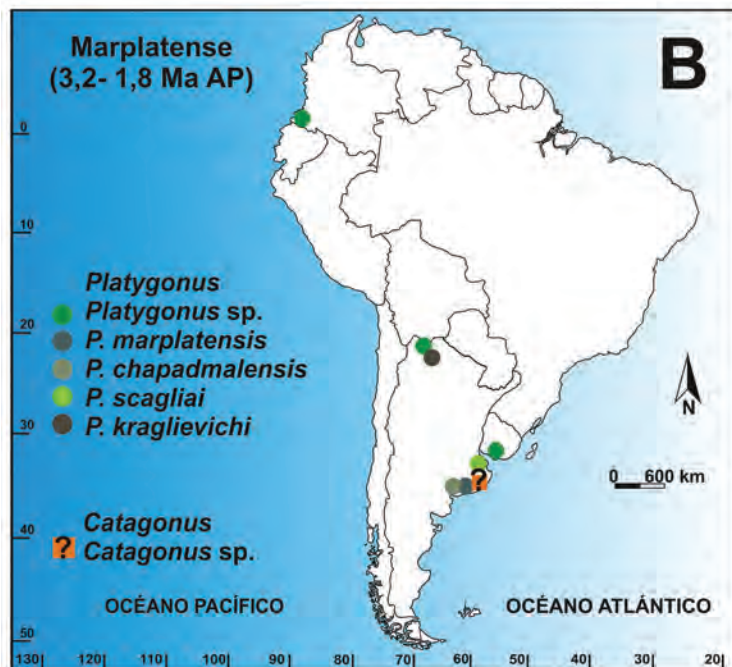 Marplatense
(3,2- 1,8 Ma AP)
B
0
10
20
30
40
50
Platygonus
Platygonus sp.
P. marplatensis
P. chapadmalensis
P. scagliai
P. kraglievichi
N
0 600 km
?
Catagonus
? Catagonus sp.
OCÉANO PACÍFICO
OCÉANO ATLÁNTICO
130 120 110 100 90 80 70 60 50 40 30 20